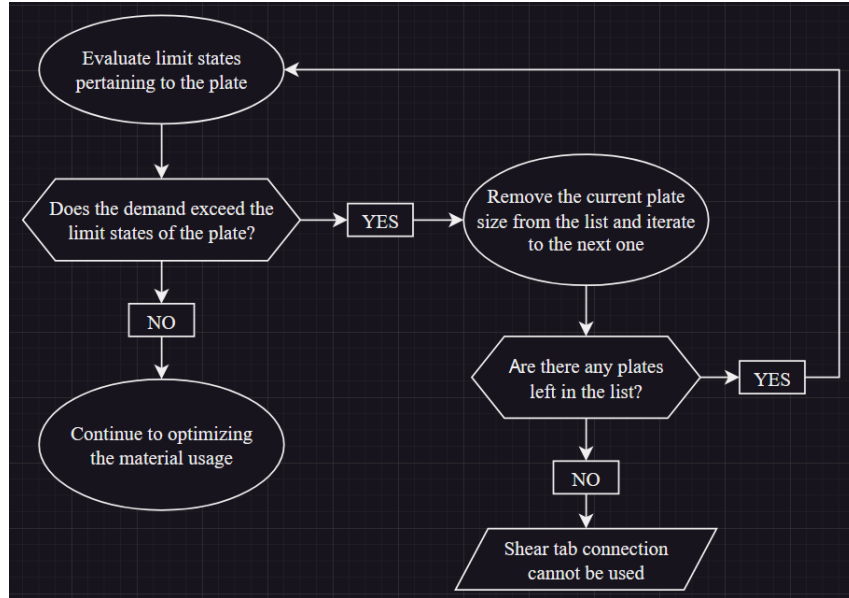 Evaluate limit states
pertaining to the plate
Does the demand exceed the
limit states of the plate?
YES
Remove the current plate
size from the list and iterate
to the next one
NO
Are there any plates
left in the list?
YES
Continue to optimizing
the material usage
NO
Shear tab connection
cannot be used